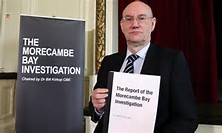 THE
MORECAMBE
BAY
INVESTIGATION
Chaired by Dr Bill Kirkup CBE
The Report of the
Morecambe Bay
Investigation